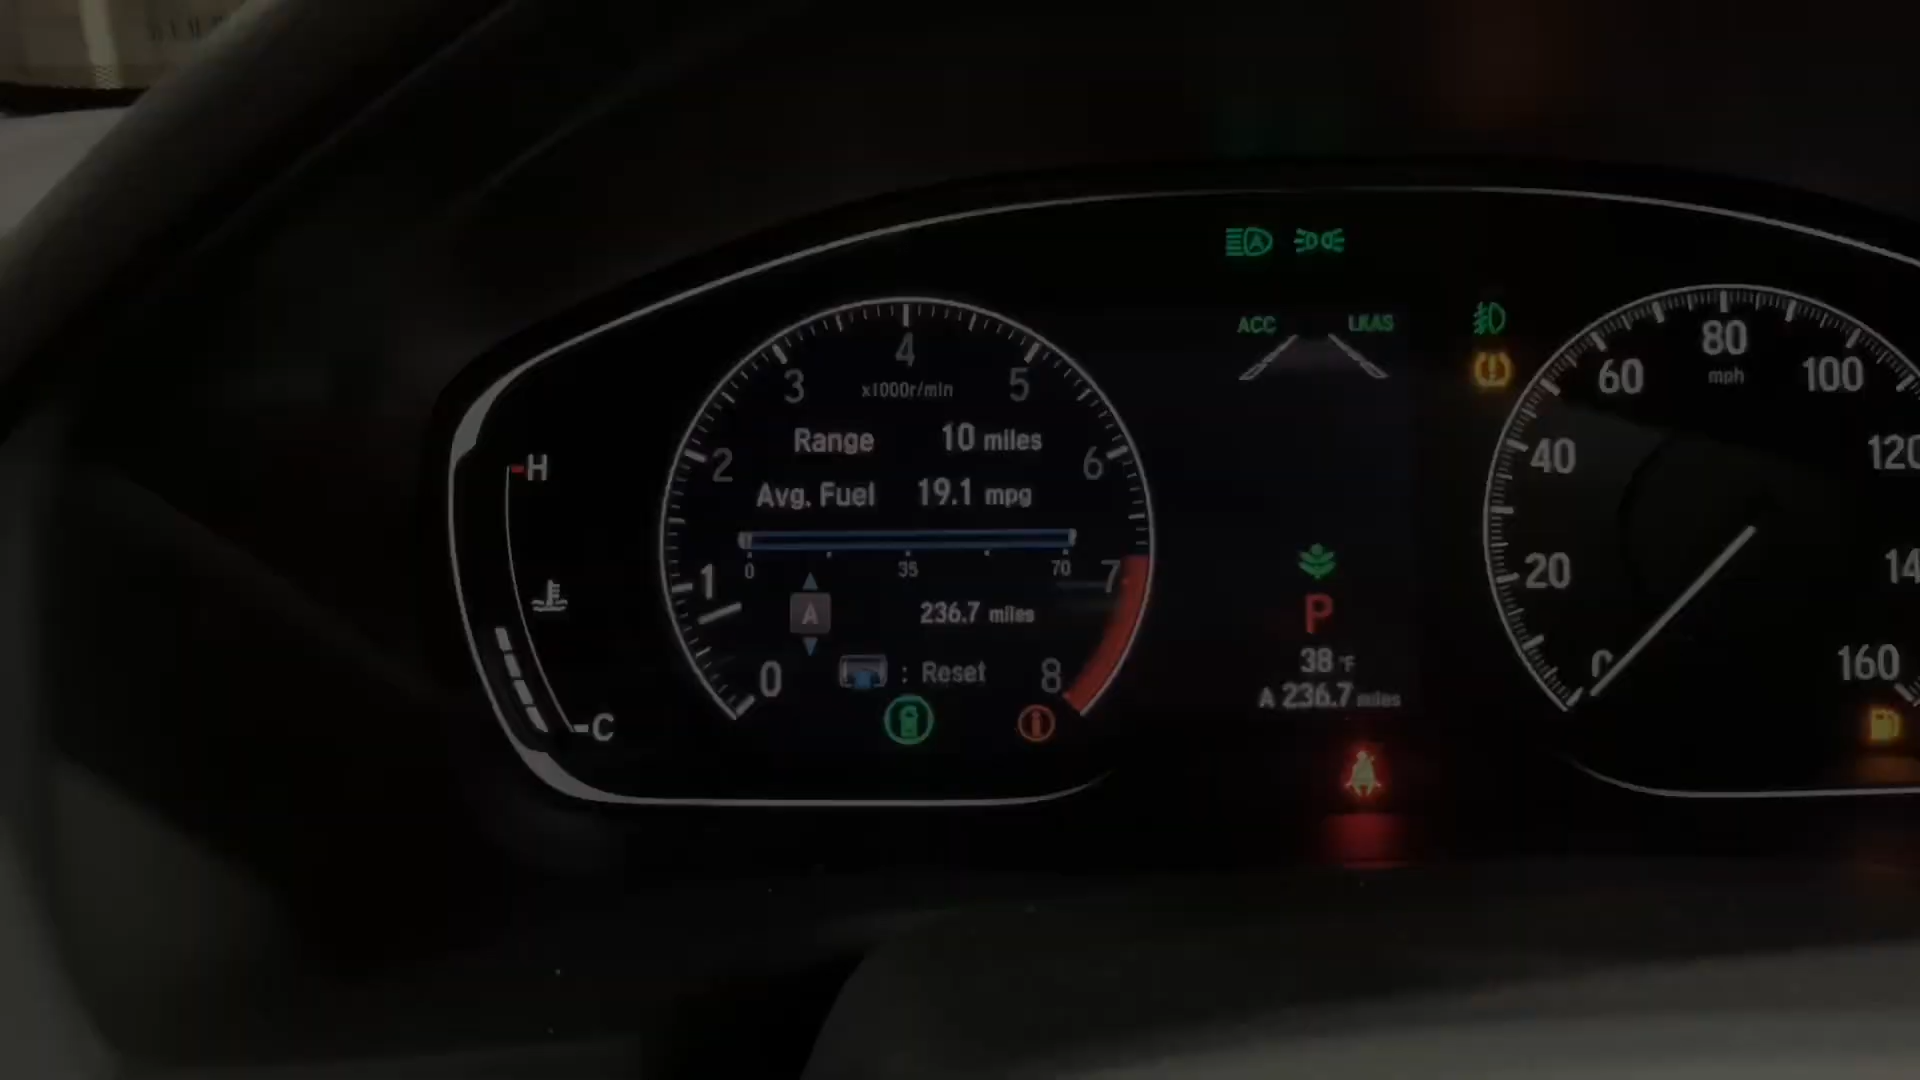 ACC LKAS
4
3 5
x1000r/min
2 6
1 7
0 8
Range 10 miles
Avg. Fuel 19.1 mpg
0 35 70
A 236.7 miles
: Reset
H
C
P
38 °F
A 236.7 miles
80
mph
60 100
40 120
20 14
160